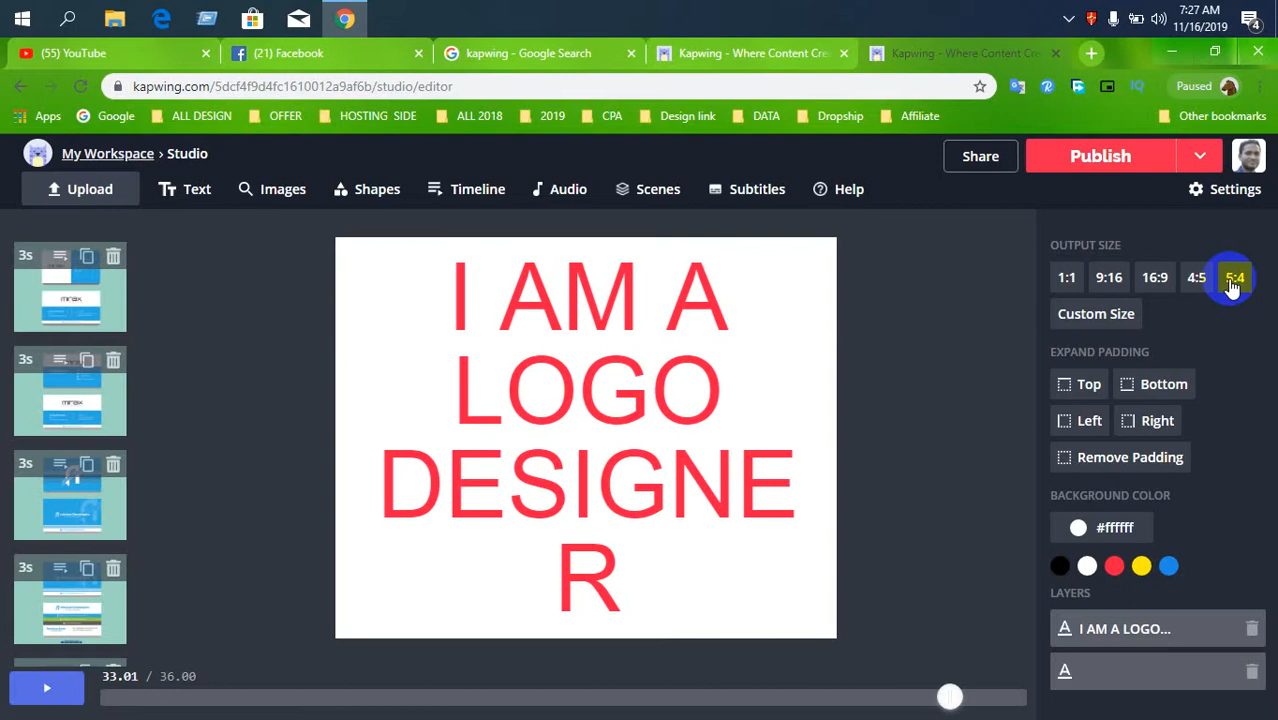 7:27 AM
11/16/2019
4
(55) YouTube
(21) Facebook
kapwing - Google Search
Kapwing - Where Content Cre
Kapwing - Where Content Cre
kapwing.com/5dcf4f9d4fc1610012a9af6b/studio/editor
Paused
Apps
Google
ALL DESIGN
OFFER
HOSTING SIDE
ALL 2018
2019
CPA
Design link
DATA
Dropship
Affiliate
Other bookmarks
My Workspace › Studio
Share
Publish
Upload
Text
Images
Shapes
Timeline
Audio
Scenes
Subtitles
Help
Settings
3s
3s
3s
3s
I AM A
LOGO
DESIGNE
R
OUTPUT SIZE
1:1
9:16
16:9
4:5
5:4
Custom Size
EXPAND PADDING
Top
Bottom
Left
Right
Remove Padding
BACKGROUND COLOR
#ffffff
LAYERS
I AM A LOGO...
33.01 / 36.00